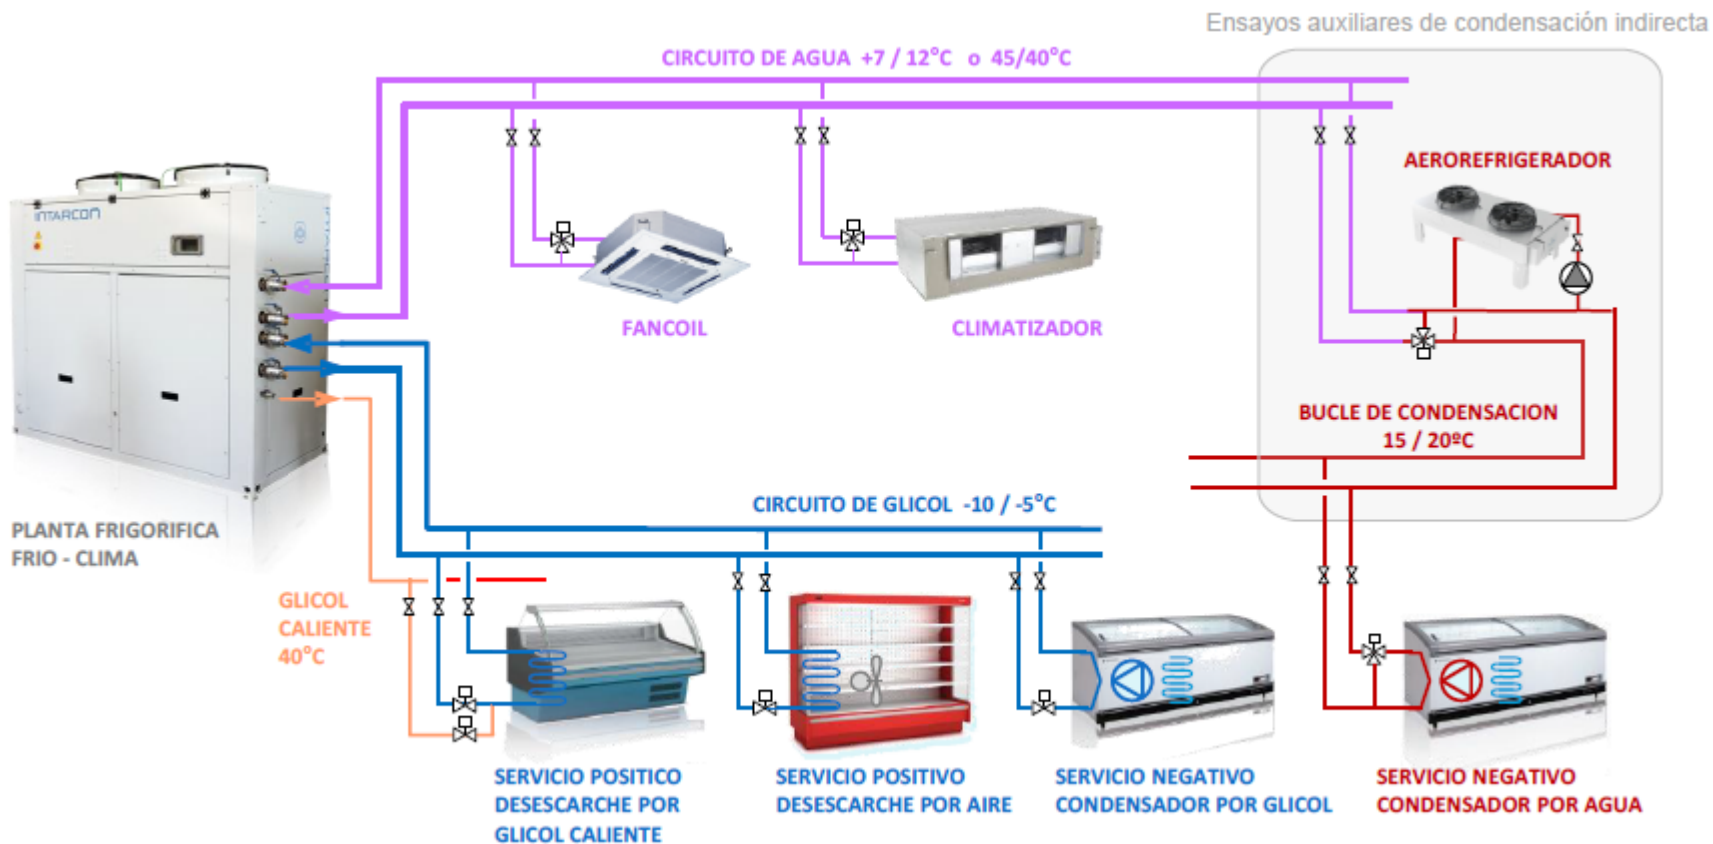 Ensayos auxiliares de condensación indirecta
CIRCUITO DE AGUA +7 / 12°C o 45/40°C
AEROREFRIGERADOR
INTARCON
FANCOIL
CLIMATIZADOR
BUCLE DE CONDENSACION
15 / 20ºC
CIRCUITO DE GLICOL -10 / -5°C
PLANTA FRIGORIFICA
FRIO - CLIMA
GLICOL
CALIENTE
40°C
SERVICIO POSITICO
DESESCARCHE POR
GLICOL CALIENTE
SERVICIO POSITIVO
DESESCARCHE POR AIRE
SERVICIO NEGATIVO
CONDENSADOR POR GLICOL
SERVICIO NEGATIVO
CONDENSADOR POR AGUA